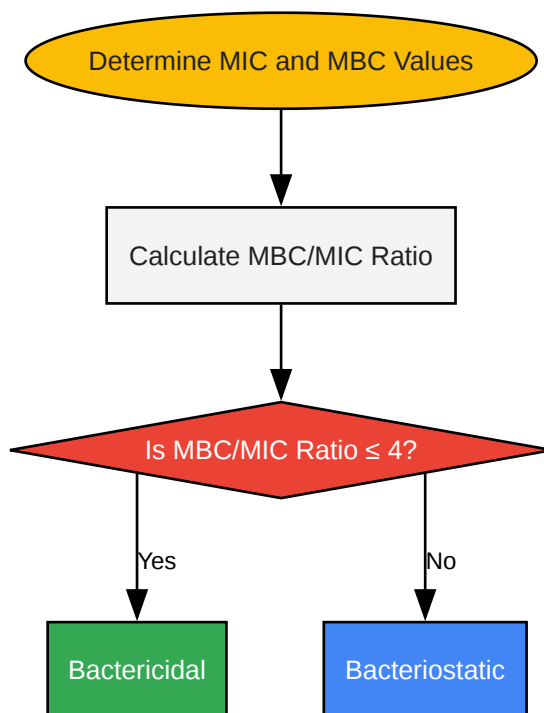 Determine MIC and MBC Values
Calculate MBC/MIC Ratio
Is MBC/MIC Ratio ≤ 4?
Yes
No
Bactericidal
Bacteriostatic